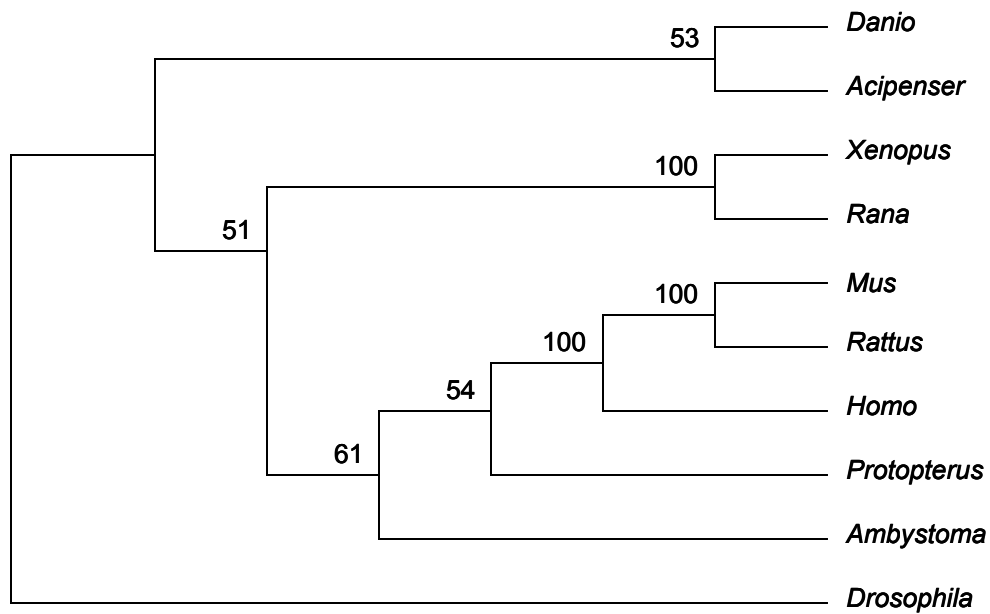 Danio
53
Acipenser
Xenopus
100
Rana
51
Mus
100
Rattus
100
Homo
54
Protopterus
61
Ambystoma
Drosophila